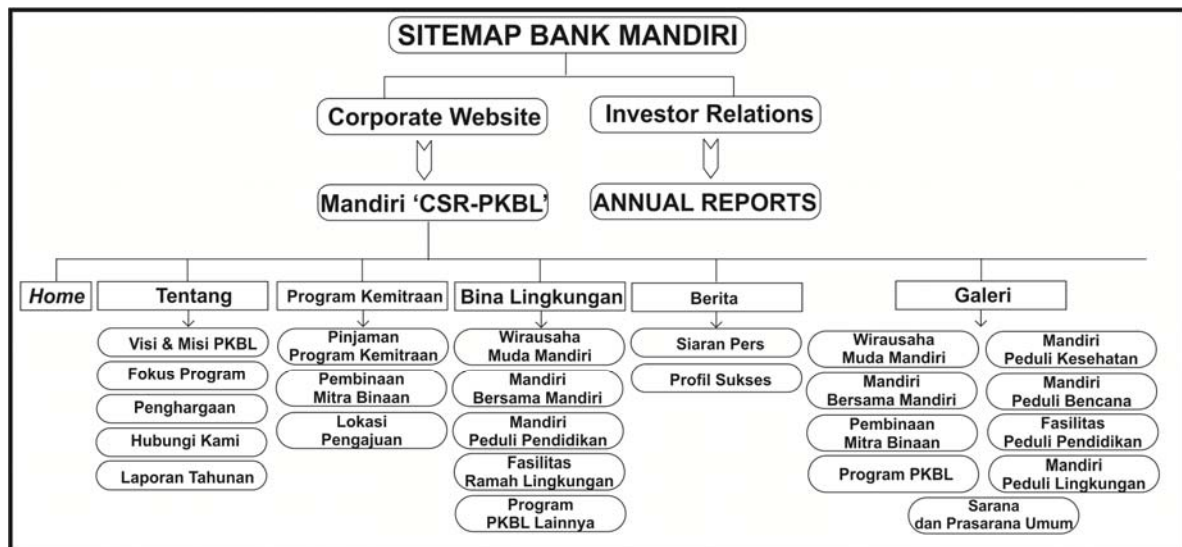 SITEMAP BANK MANDIRI
Corporate Website
Investor Relations
Mandiri ‘CSR-PKBL’
ANNUAL REPORTS
Home
Tentang
Visi & Misi PKBL
Fokus Program
Penghargaan
Hubungi Kami
Laporan Tahunan
Program Kemitraan
Pinjaman
Program Kemitraan
Pembinaan
Mitra Binaan
Lokasi
Pengajuan
Bina Lingkungan
Wirausaha
Muda Mandiri
Mandiri
Bersama Mandiri
Mandiri
Peduli Pendidikan
Fasilitas
Ramah Lingkungan
Program
PKBL Lainnya
Berita
Siaran Pers
Profil Sukses
Galeri
Wirausaha
Muda Mandiri
Mandiri
Bersama Mandiri
Pembinaan
Mitra Binaan
Program PKBL
Mandiri
Peduli Kesehatan
Mandiri
Peduli Bencana
Fasilitas
Peduli Pendidikan
Mandiri
Peduli Lingkungan
Sarana
dan Prasarana Umum